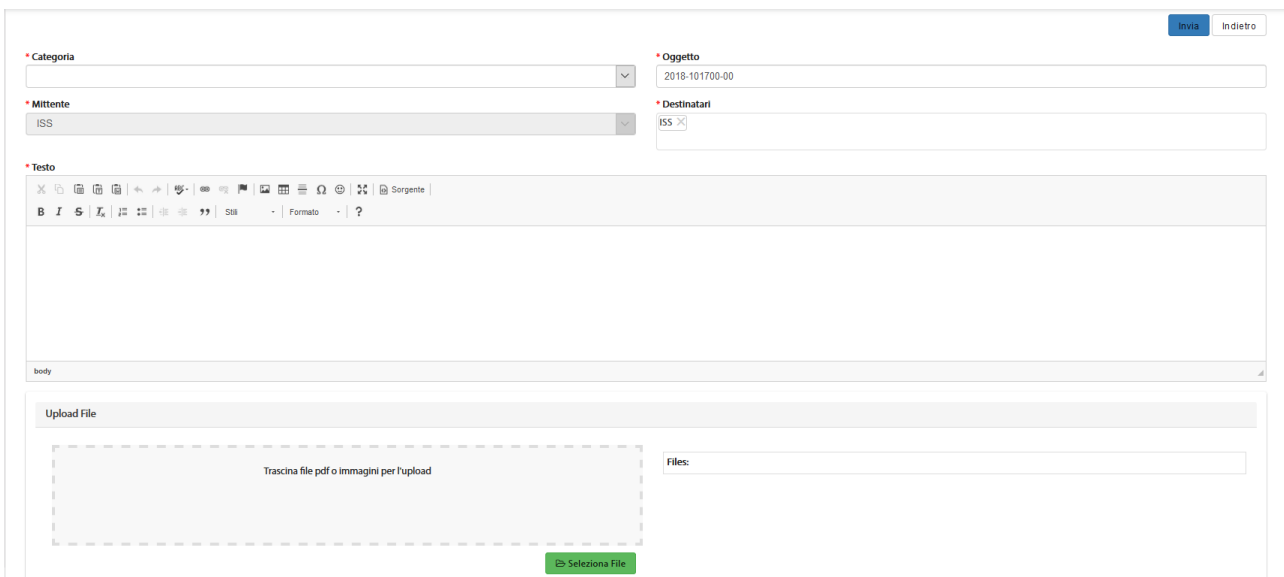 Invia Indietro
* Categoria
* Oggetto
2018-101700-00
* Mittente
* Destinatari
ISS
ISS
* Testo
Sorgente
B I S Ix Stili Formato ?
body
Upload File
Trascina file pdf o immagini per l'upload
Files:
Seleziona File